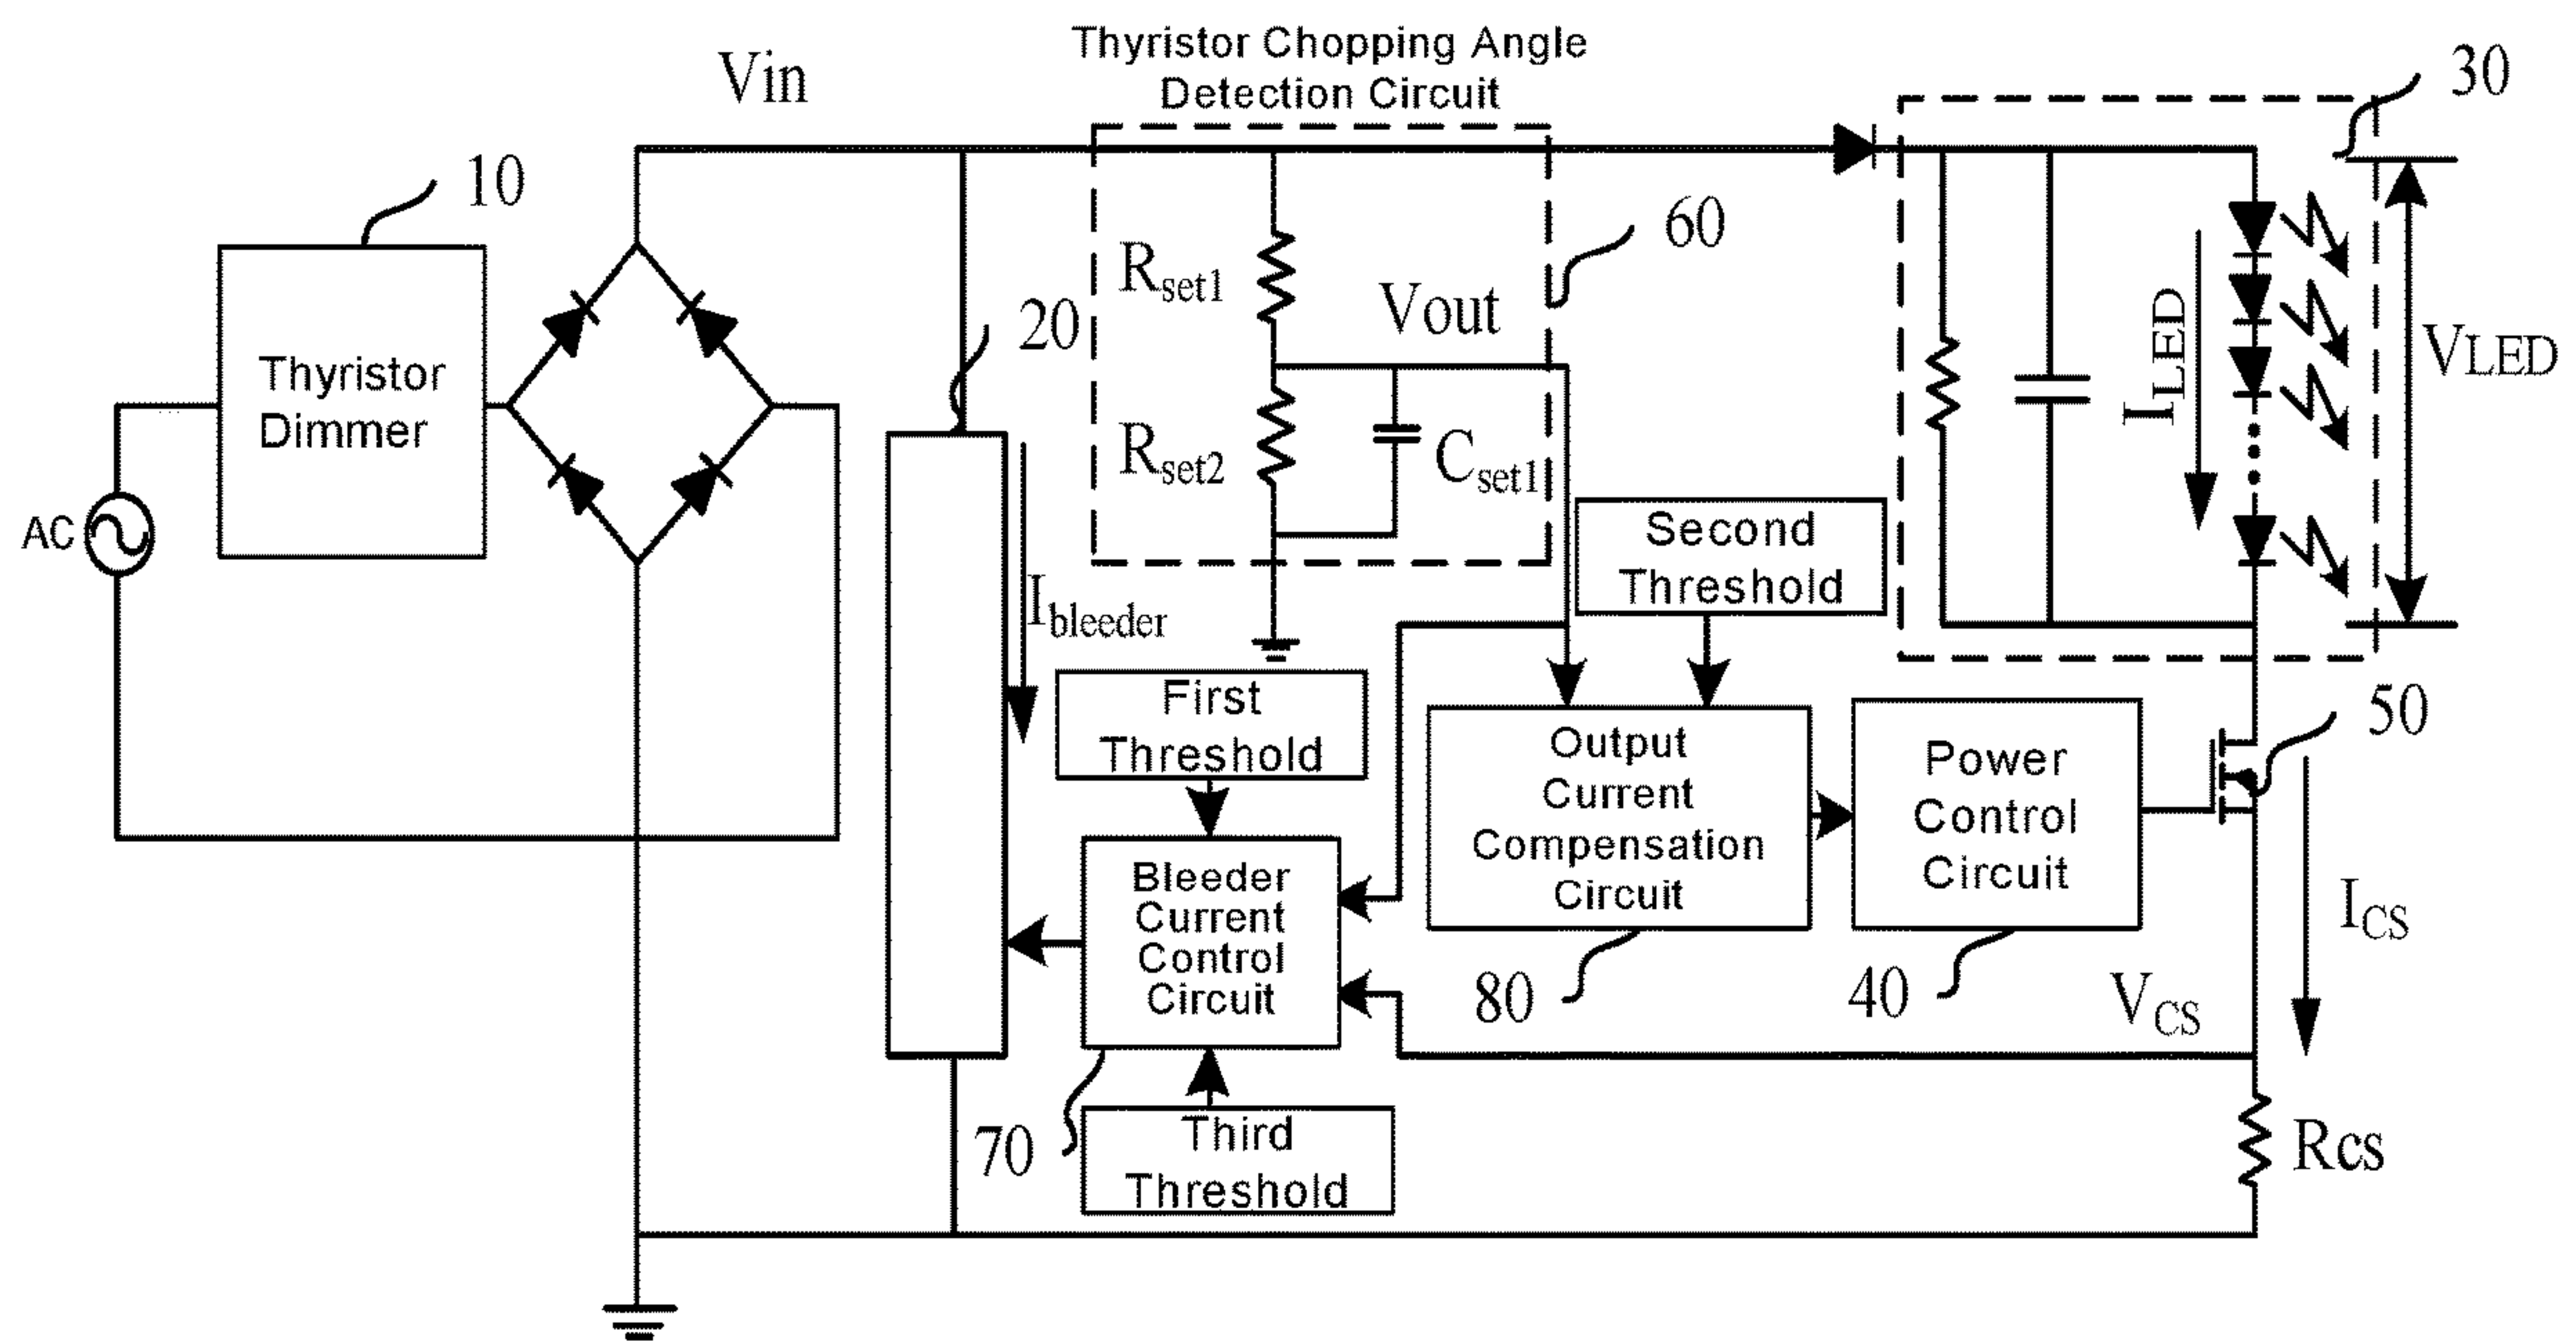 Thyristor Chopping Angle
Detection Circuit
Vin
30
10
60
Rset1
Vout
20
Thyristor
Dimmer
ILED
VLED
Rset2
Cset1
AC
Second
Threshold
Ibleeder
First
Threshold
50
Output
Current
Compensation
Circuit
Power
Control
Circuit
Bleeder
Current
Control
Circuit
ICS
80
40
VCS
70
Third
Threshold
Rcs